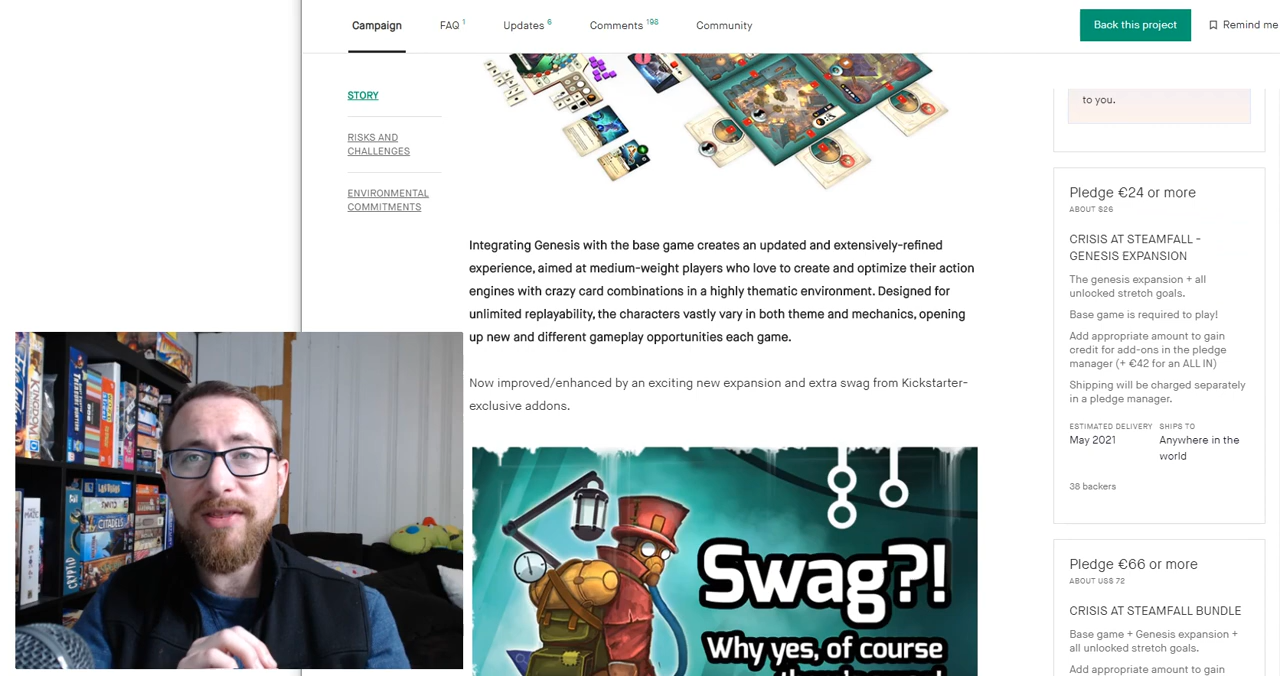 Campaign
FAQ 1
Updates 6
Comments 198
Community
Back this project
Remind me
STORY
RISKS AND
CHALLENGES
ENVIRONMENTAL
COMMITMENTS
Integrating Genesis with the base game creates an updated and extensively-refined
experience, aimed at medium-weight players who love to create and optimize their action
engines with crazy card combinations in a highly thematic environment. Designed for
unlimited replayability, the characters vastly vary in both theme and mechanics, opening
up new and different gameplay opportunities each game.
Now improved/enhanced by an exciting new expansion and extra swag from Kickstarter-
exclusive addons.
Swag?!
Why yes, of course
to you.
Pledge €24 or more
ABOUT $26
CRISIS AT STEAMFALL -
GENESIS EXPANSION
The genesis expansion + all
unlocked stretch goals.
Base game is required to play!
Add appropriate amount to gain
credit for add-ons in the pledge
manager (+ €42 for an ALL IN)
Shipping will be charged separately
in a pledge manager.
ESTIMATED DELIVERY
May 2021
SHIPS TO
Anywhere in the
world
38 backers
Pledge €66 or more
ABOUT US$ 72
CRISIS AT STEAMFALL BUNDLE
Base game + Genesis expansion +
all unlocked stretch goals.
Add appropriate amount to gain
KINGDOM
CITADELS
CRYPTID